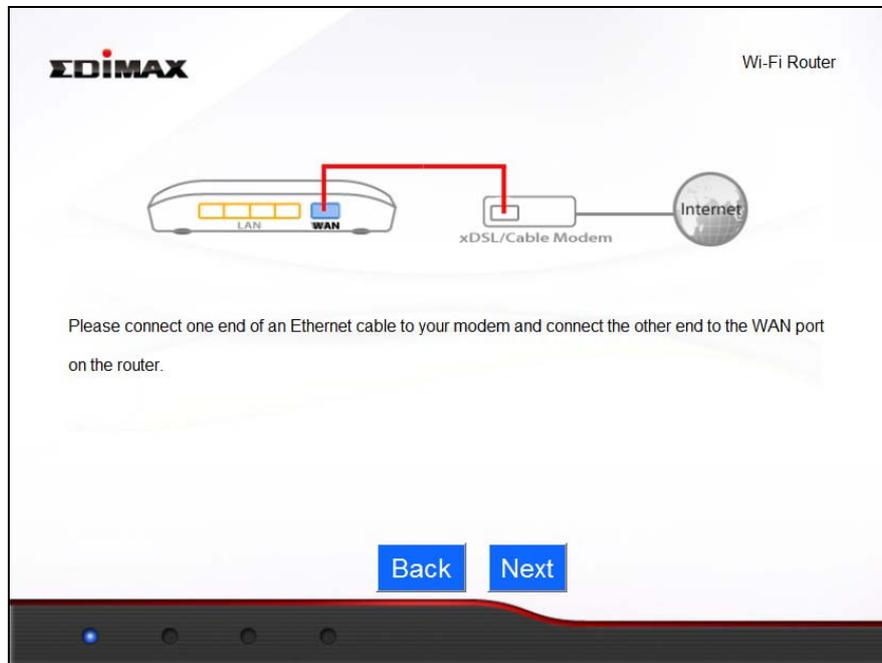 EDIMAX
Wi-Fi Router
LAN
WAN
xDSL/Cable Modem
Internet
Please connect one end of an Ethernet cable to your modem and connect the other end to the WAN port
on the router.
Back
Next